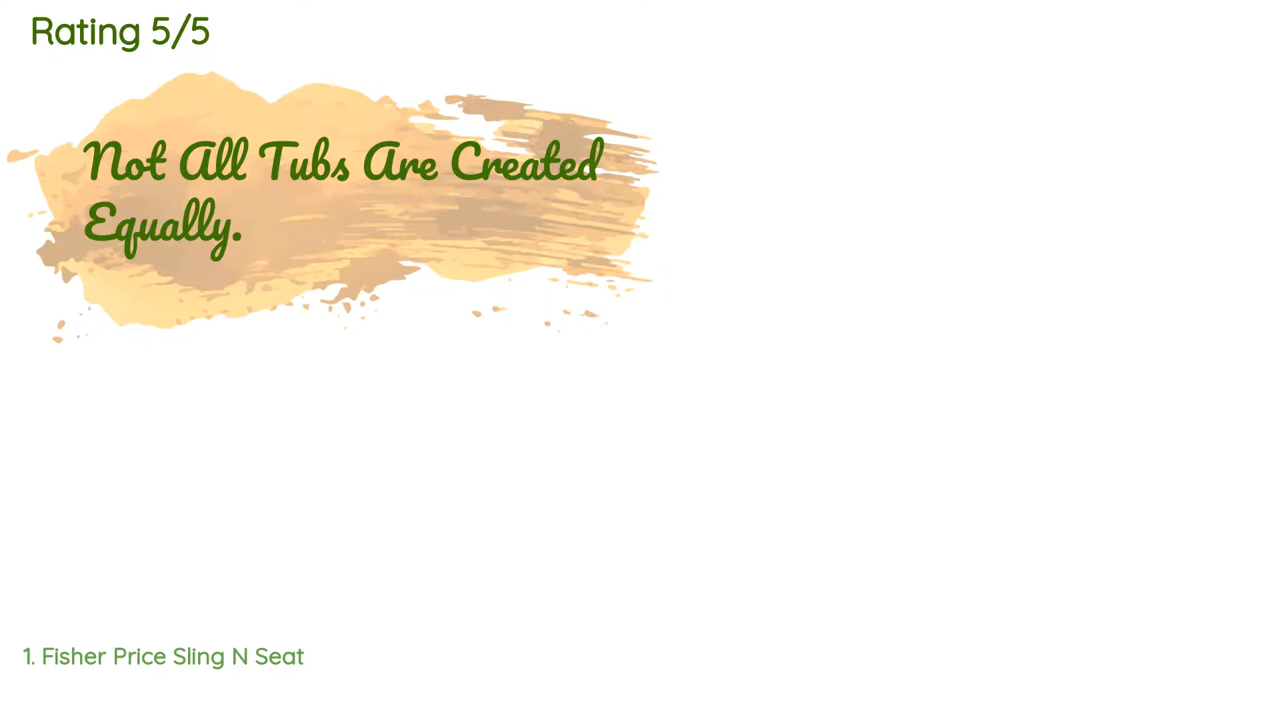 Rating 5/5
Not All Tubs Are Created
Equally.
1. Fisher Price Sling N Seat